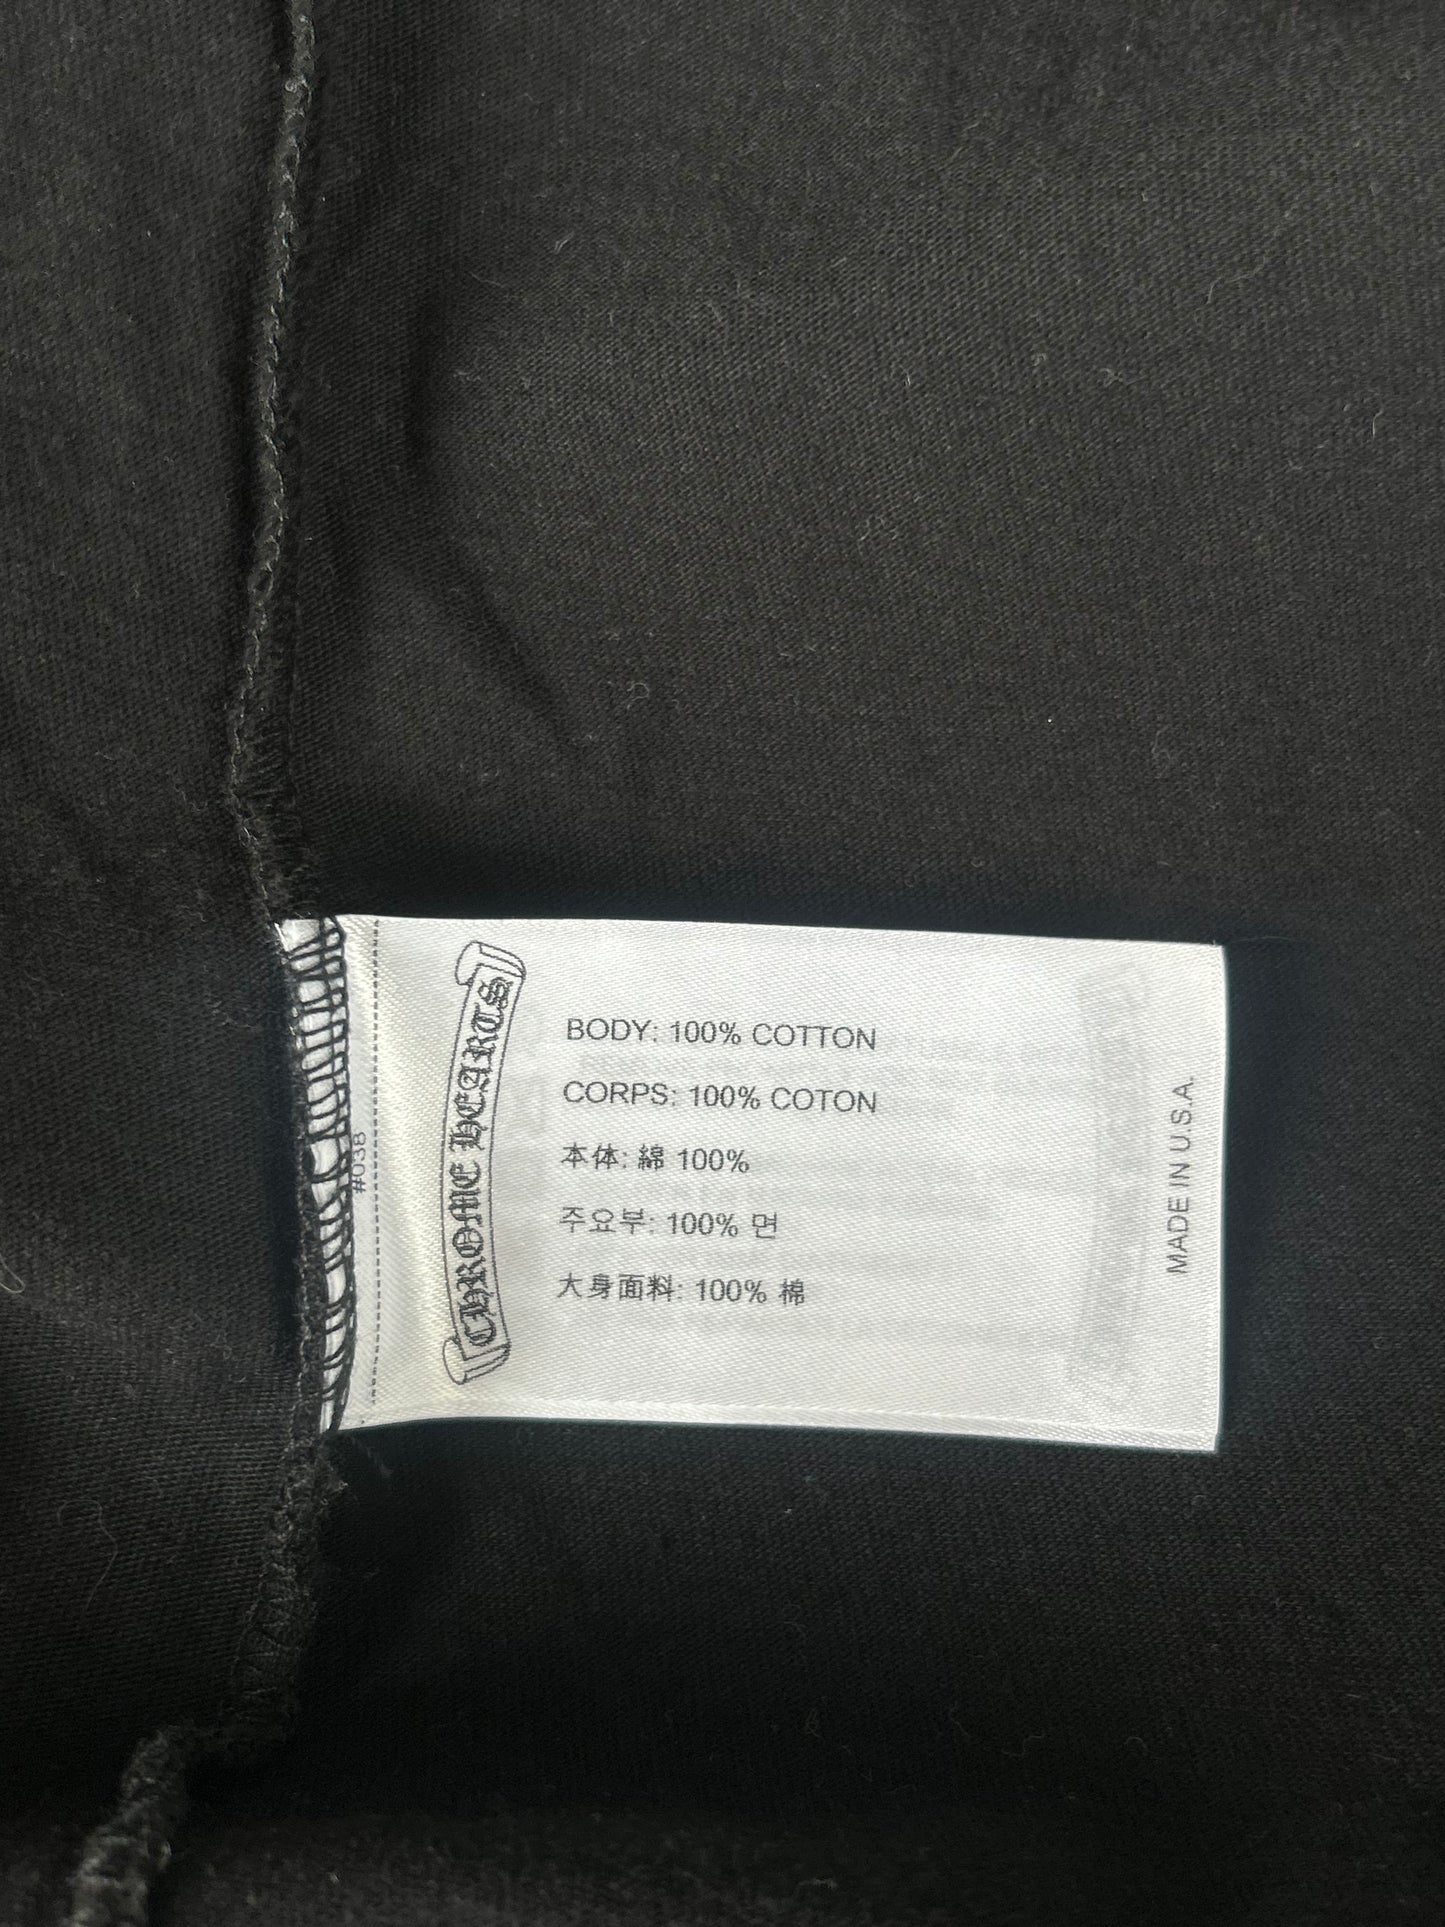 #038
CHROME HEARTS
BODY: 100% COTTON
CORPS: 100% COTON
本体: 綿 100%
주요부: 100% 면
大身面料: 100% 棉
MADE IN U.S.A.